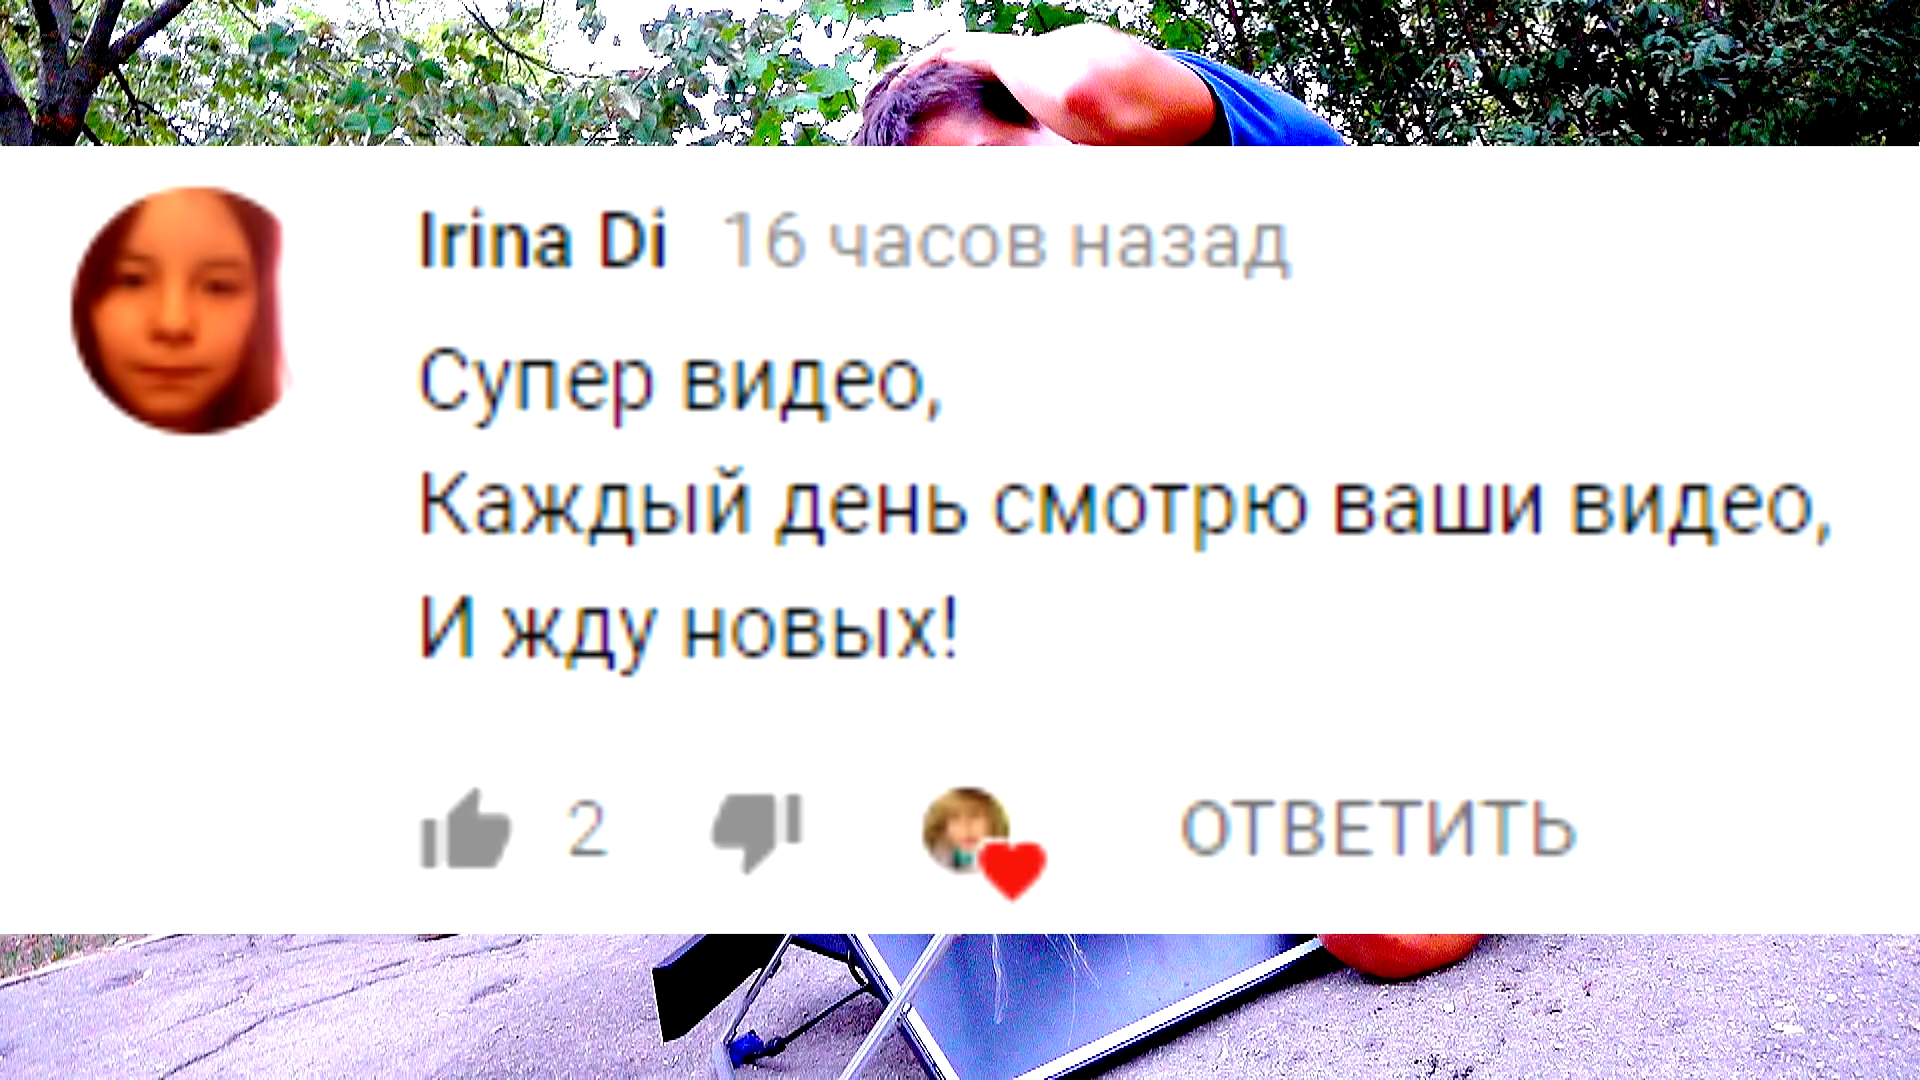 Irina Di 16 часов назад
Супер видео,
Каждый день смотрю ваши видео,
И жду новых!
2 ОТВЕТИТЬ